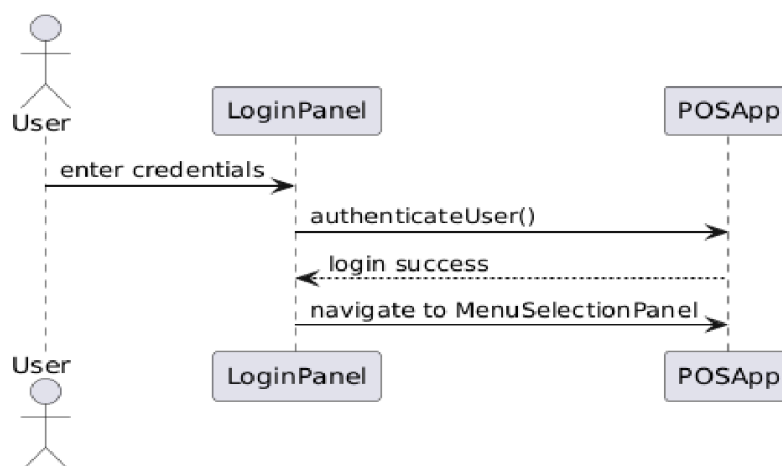 User
LoginPanel
POSApp
enter credentials
authenticateUser()
login success
navigate to MenuSelectionPanel
User
LoginPanel
POSApp